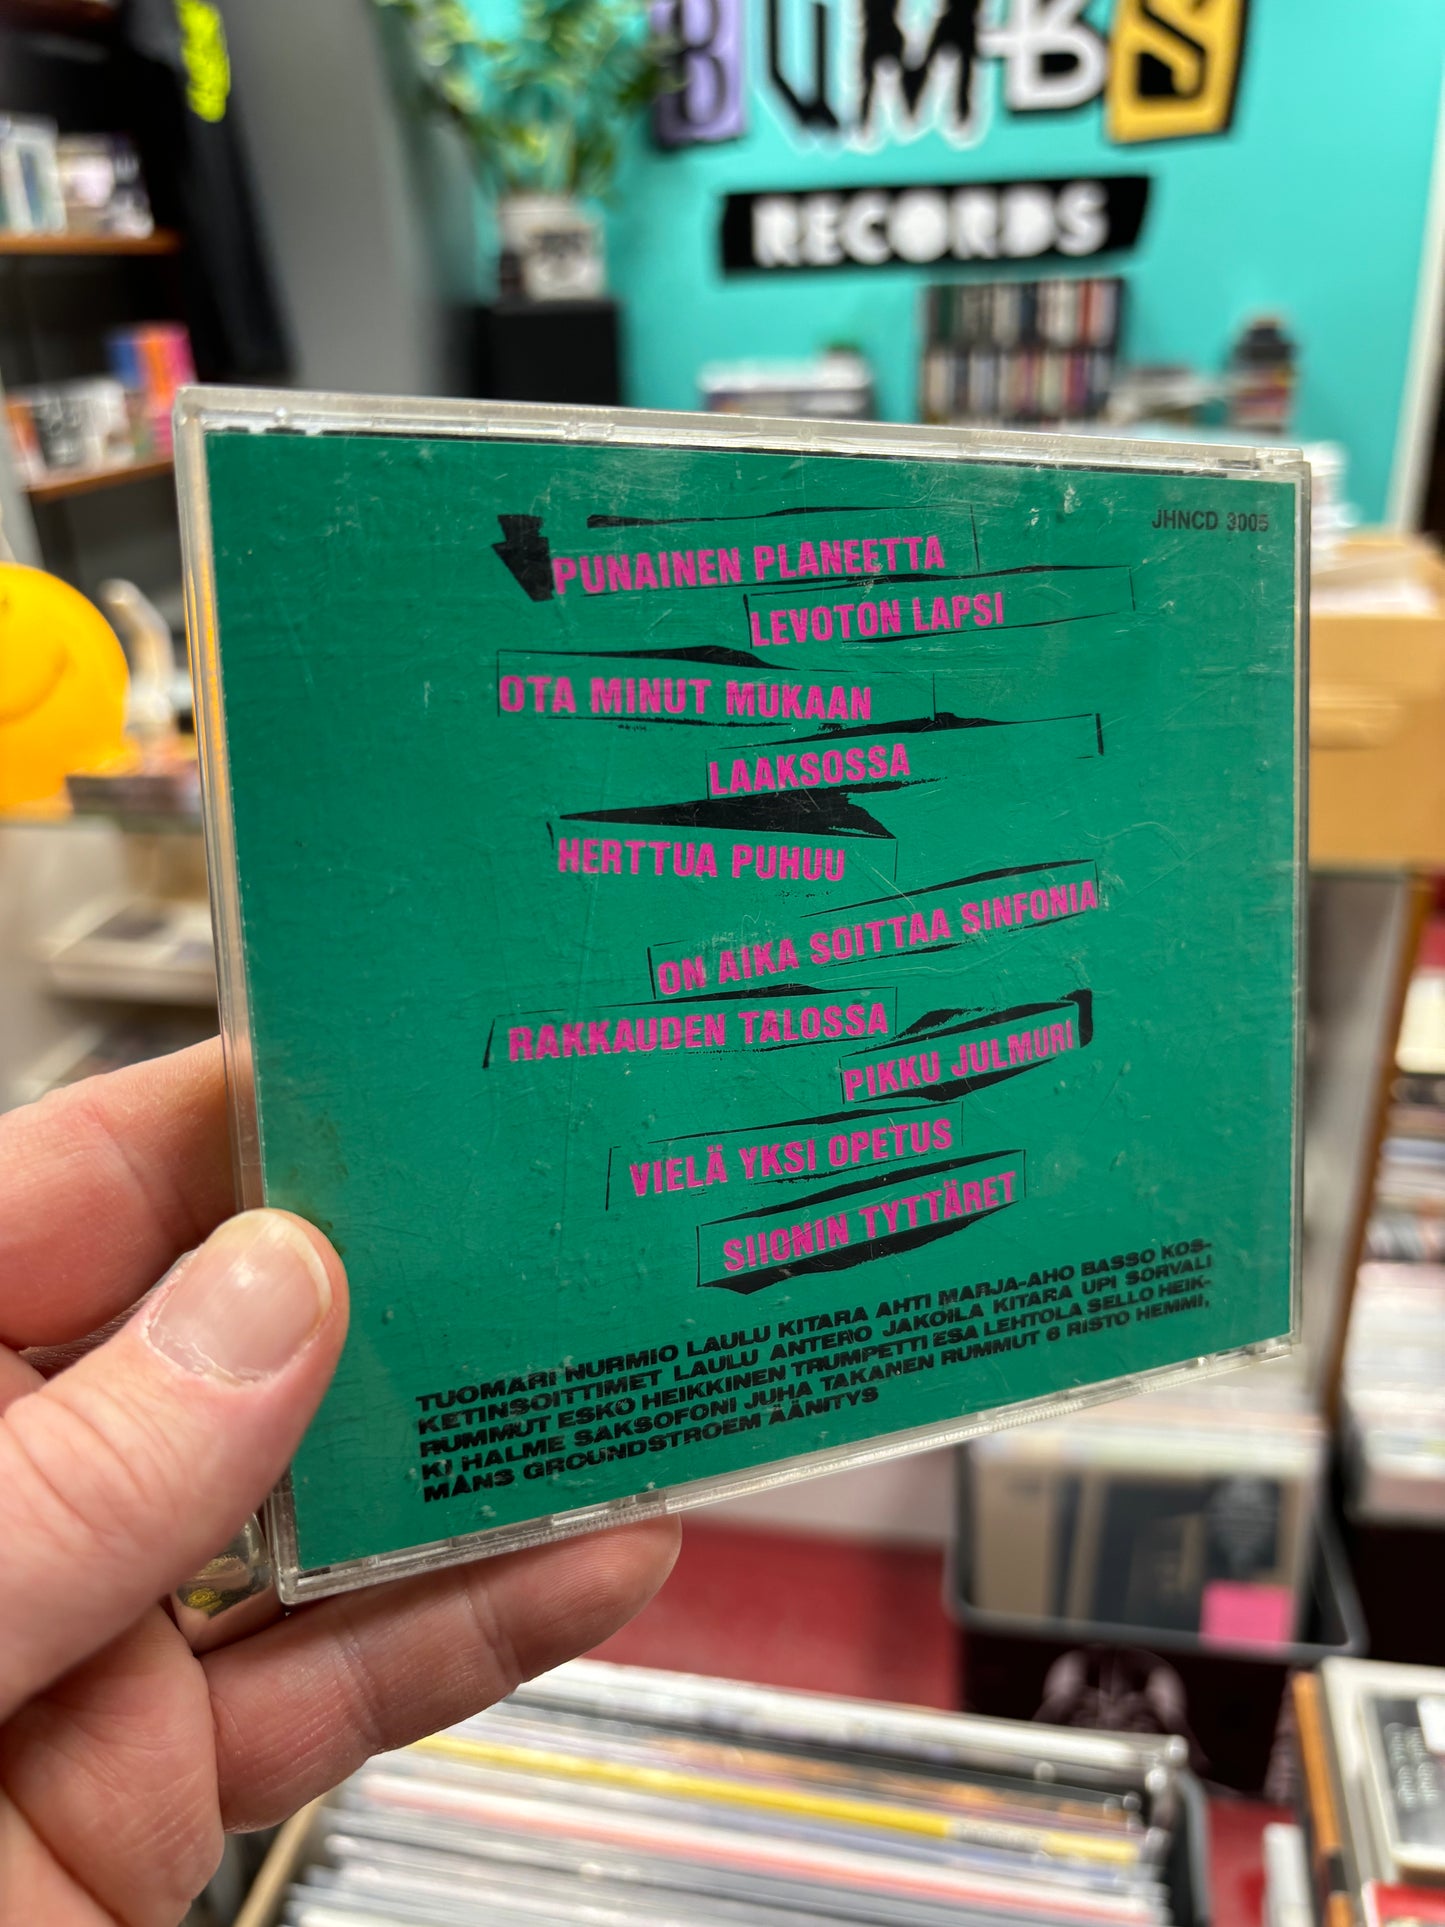 BUMBS
RECORDS
JHNCD 3005
PUNAINEN PLANEETTA
LEVOTON LAPSI
OTA MINUT MUKAAN
LAAKSOSSA
HERTTUA PUHUU
ON AIKA SOITTAA SINFONIA
RAKKAUDEN TALOSSA
PIKKU JULMURI
VIELÄ YKSI OPETUS
SIIONIN TYTTÄRET
TUOMARI NURMIO LAULU KITARA AHTI MARJA-AHO BASSO KOS-
KETINSOITTIMET LAULU ANTERO JAKOILA KITARA UPI SORVALI
RUMMUT ESKO HEIKKINEN TRUMPETTI ESA LEHTOLA SELLO HEIK-
KI HALME SAKSOFONI JUHA TAKANEN RUMMUT 6 RISTO HEMMI,
MÅNS GROUNDSTROEM ÄÄNITYS